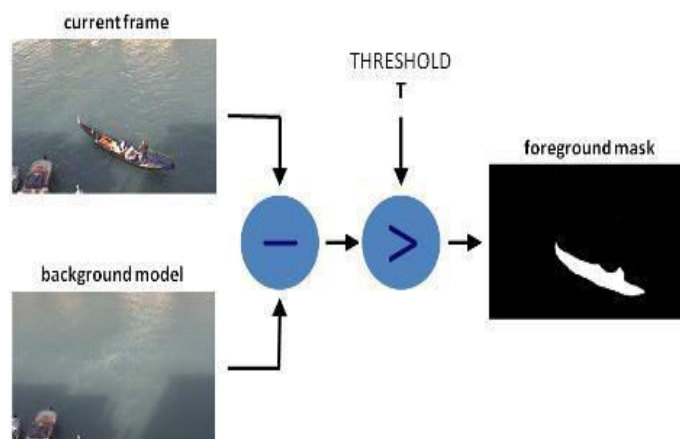 current frame
THRESHOLD
T
foreground mask
−
>
background model